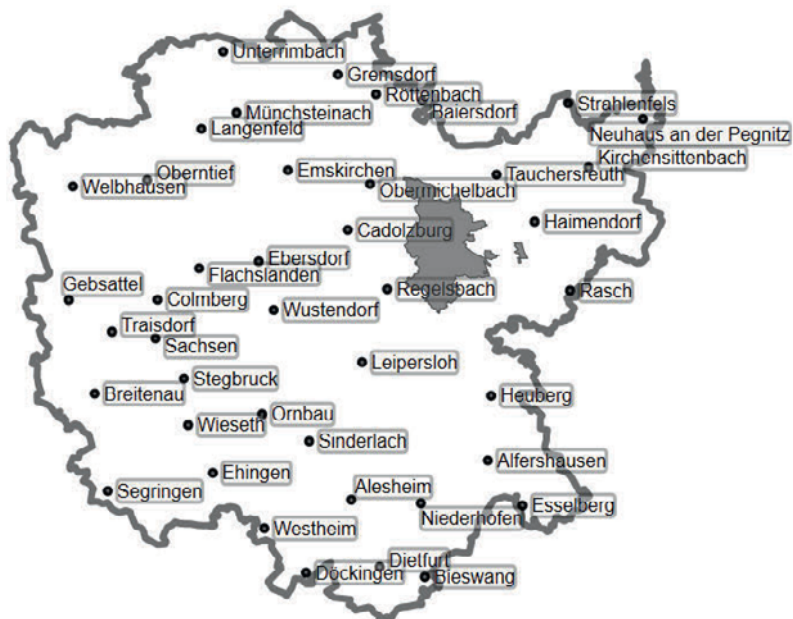 Unterrimbach
Gremsdorf
Röttenbach
Baiersdorf
Strahlenfels
Münchsteinach
Langenfeld
Neuhaus an der Pegnitz
Kirchensittenbach
Oberntief
Welbhausen
Emskirchen
Obermichelbach
Tauchersreuth
Cadolzburg
Haimendorf
Ebersdorf
Flachslanden
Gebsattel
Colmberg
Regelsbach
Rasch
Wustendorf
Traisdorf
Sachsen
Leipersloh
Stegbruck
Breitenau
Heuberg
Ornbau
Wieseth
Sinderlach
Alfershausen
Ehingen
Segringen
Alesheim
Niederhofen
Esselberg
Westheim
Dietfurt
Döckingen
Bieswang